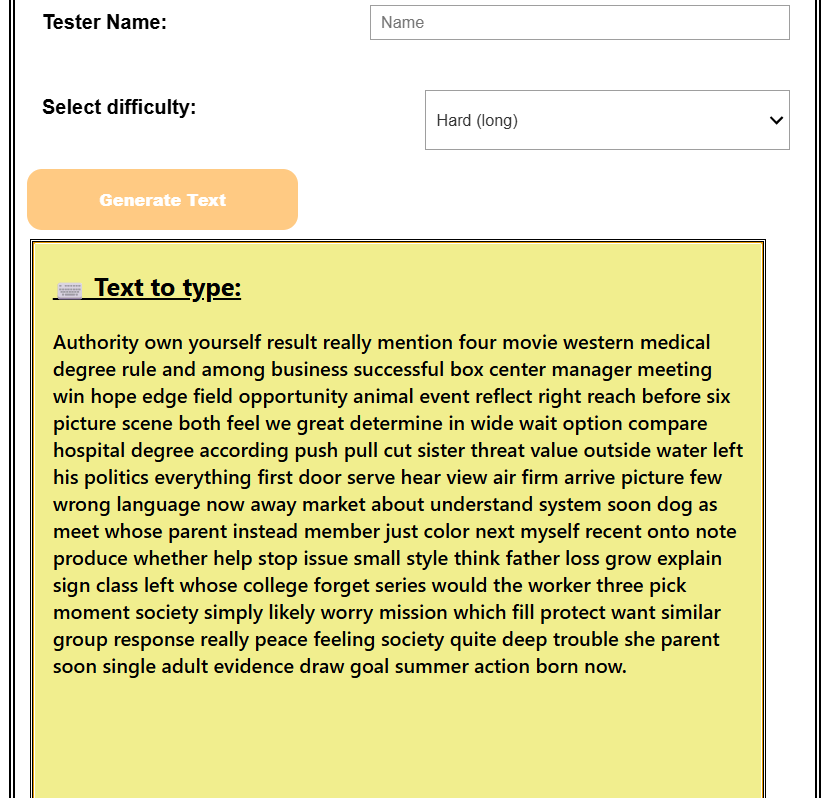 Tester Name:
Name
Select difficulty:
Hard (long)
Generate Text
Text to type:
Authority own yourself result really mention four movie western medical
degree rule and among business successful box center manager meeting
win hope edge field opportunity animal event reflect right reach before six
picture scene both feel we great determine in wide wait option compare
hospital degree according push pull cut sister threat value outside water left
his politics everything first door serve hear view air firm arrive picture few
wrong language now away market about understand system soon dog as
meet whose parent instead member just color next myself recent onto note
produce whether help stop issue small style think father loss grow explain
sign class left whose college forget series would the worker three pick
moment society simply likely worry mission which fill protect want similar
group response really peace feeling society quite deep trouble she parent
soon single adult evidence draw goal summer action born now.